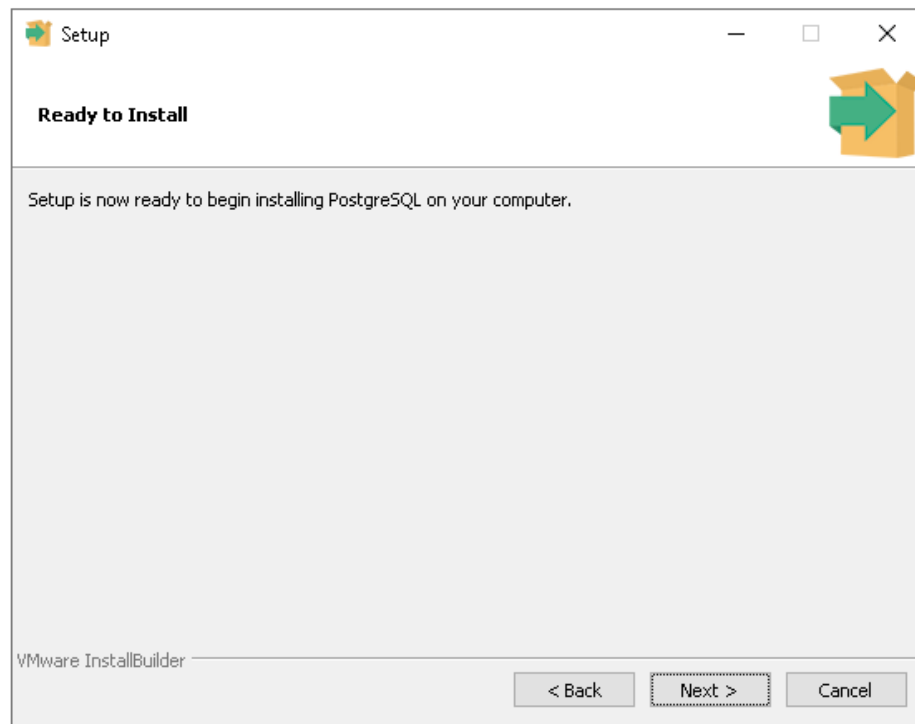 Setup
Ready to Install
Setup is now ready to begin installing PostgreSQL on your computer.
VMware InstallBuilder
< Back Next > Cancel